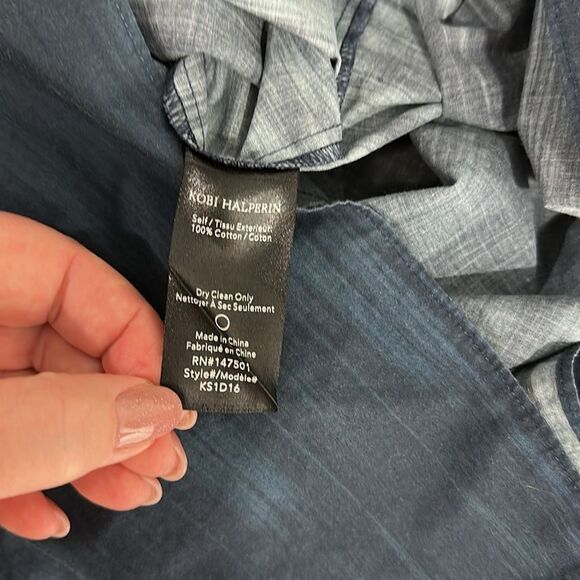 KOBI HALPERIN
Self / Tissu Exterieur:
100% Cotton / Coton
Dry Clean Only
Nettoyer À Sec Seulement
Made in China
Fabriqué en Chine
RN#147501
Style#/Modèle#
KS1D16